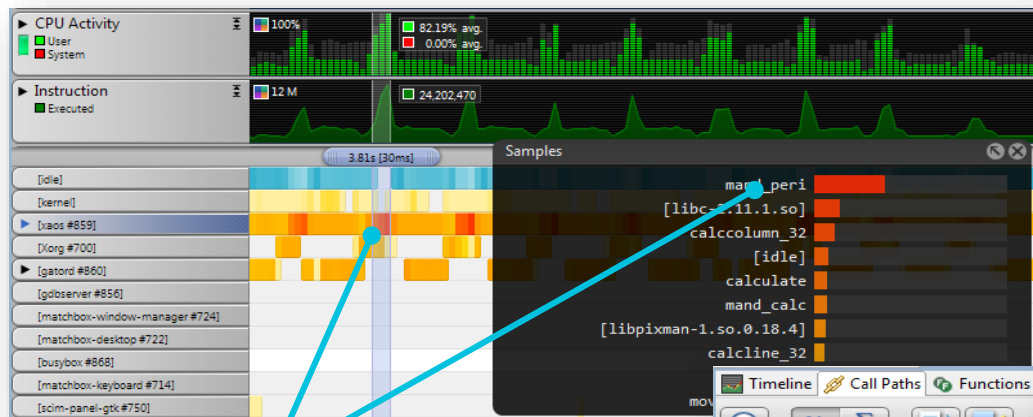 CPU Activity
User
System
100%
82.19% avg.
0.00% avg.
Instruction
Executed
12 M
24,202,470
3.81s [30ms]
Samples
[idle]
[kernel]
[xaos #859]
[Xorg #700]
[gatord #860]
[gdbserver #856]
[matchbox-window-manager #724]
[matchbox-desktop #722]
[busybox #868]
[matchbox-keyboard #714]
[scim-panel-gtk #750]
mand_peri
[libc-2.11.1.so]
calccolumn_32
[idle]
calculate
mand_calc
[libpixman-1.so.0.18.4]
calcline_32
Timeline
Call Paths
Functions